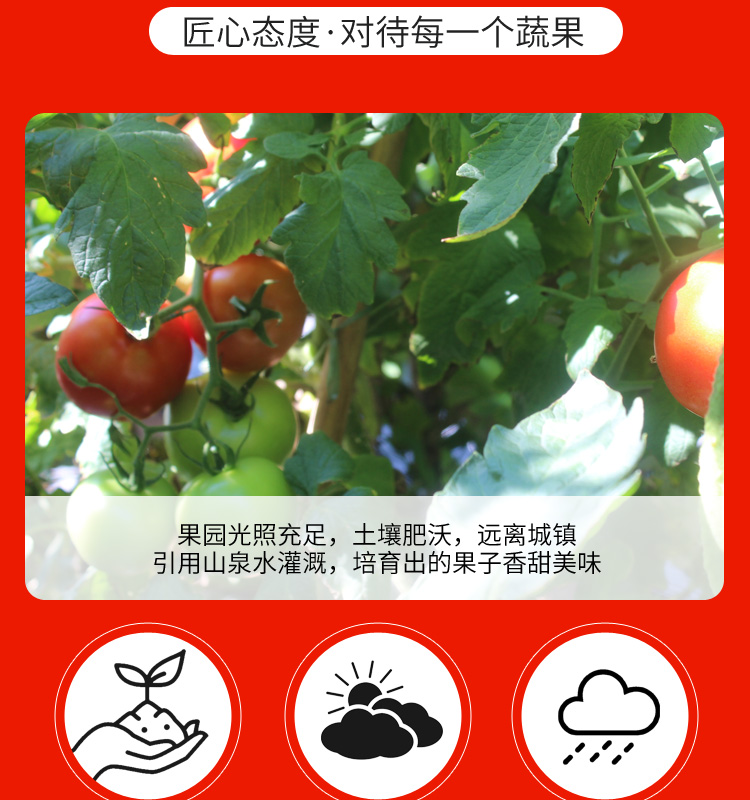 匠心态度·对待每一个蔬果
果园光照充足，土壤肥沃，远离城镇
引用山泉水灌溉，培育出的果子香甜美味